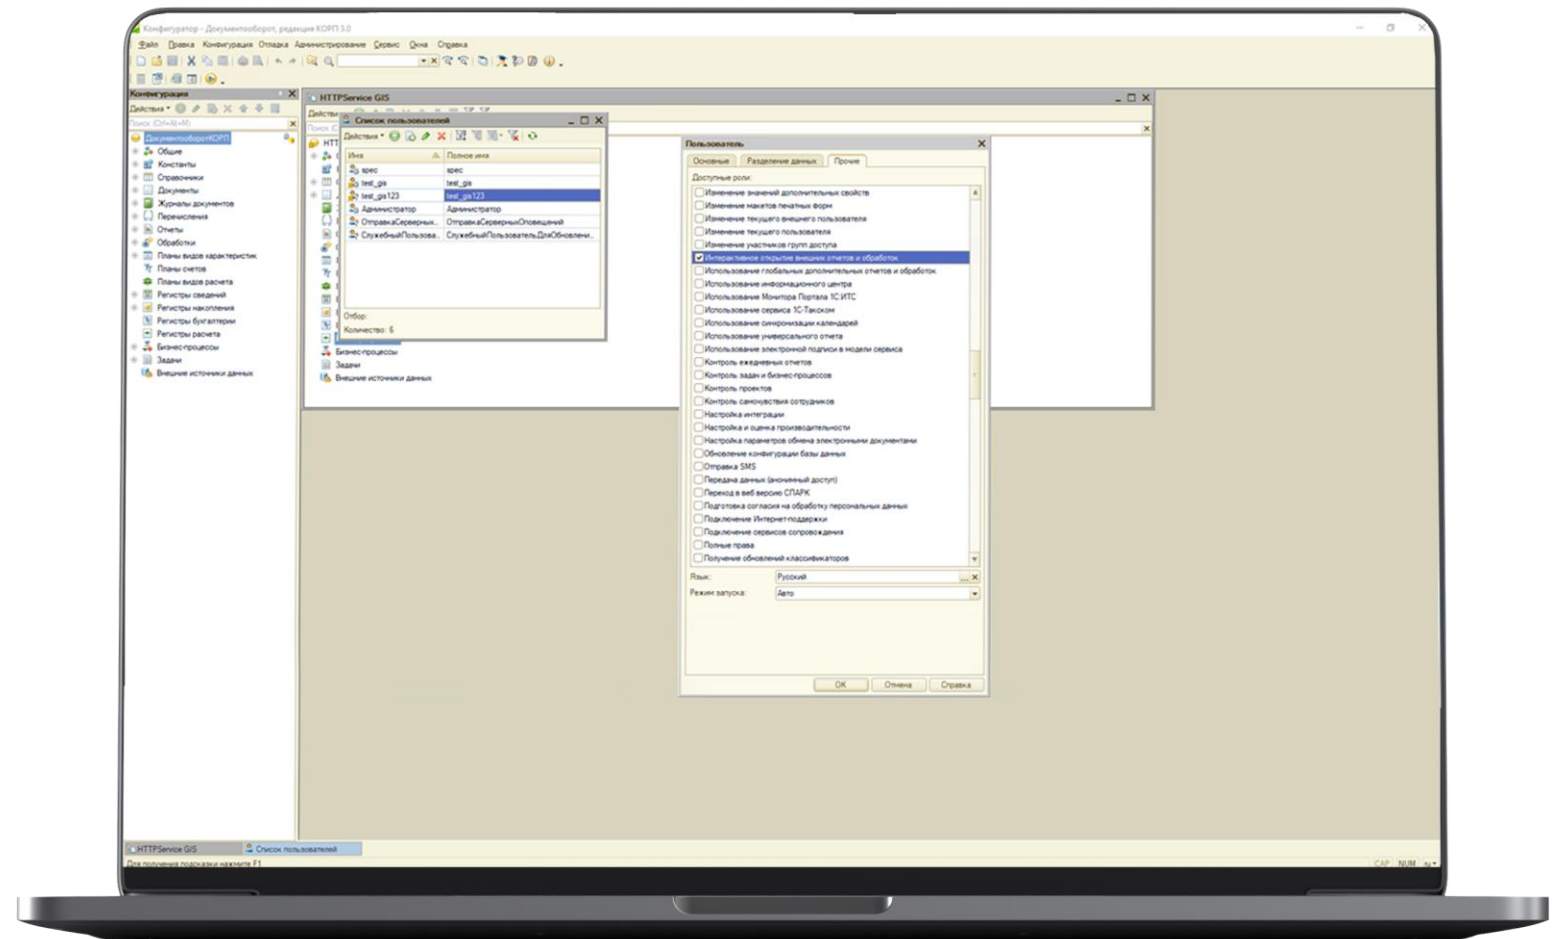 Конфигуратор - Документооборот, редакция КОРП 3.0
Файл Правка Конфигурация Отладка Администрирование Сервис Окна Справка
Конфигурация
Действия
Поиск (Ctrl+Alt+M)
ДокументооборотКОРП
Общие
Константы
Справочники
Документы
Журналы документов
Перечисления
Отчеты
Обработки
Планы видов характеристик
Планы счетов
Планы видов расчета
Регистры сведений
Регистры накопления
Регистры бухгалтерии
Регистры расчета
Бизнес-процессы
Задачи
Внешние источники данных
HTTPService GIS
Бизнес-процессы
Задачи
Внешние источники данных
Список пользователей
Действия
Имя Полное имя
spec spec
test_gis test_gis
test_gis123 test_gis123
Администратор Администратор
ОтправкаСерверных... ОтправкаСерверныхОповещений
СлужебныйПользова... СлужебныйПользовательДляОбновлени...
Отбор:
Количество: 6
Пользователь
Основные Разделение данных Прочие
Доступные роли:
Изменение значений дополнительных свойств
Изменение макетов печатных форм
Изменение текущего внешнего пользователя
Изменение текущего пользователя
Изменение участников групп доступа
Интерактивное открытие внешних отчетов и обработок
Использование глобальных дополнительных отчетов и обработок
Использование информационного центра
Использование Монитора Портала 1С:ИТС
Использование сервиса 1С-Такском
Использование синхронизации календарей
Использование универсального отчета
Использование электронной подписи в модели сервиса
Контроль ежедневных отчетов
Контроль задач и бизнес-процессов
Контроль проектов
Контроль самочувствия сотрудников
Настройка интеграции
Настройка и оценка производительности
Настройка параметров обмена электронными документами
Обновление конфигурации базы данных
Отправка SMS
Передача данных (анонимный доступ)
Переход в веб версию СПАРК
Подготовка согласия на обработку персональных данных
Подключение Интернет-поддержки
Подключение сервисов сопровождения
Полные права
Получение обновлений классификаторов
Язык: Русский
Режим запуска: Авто
ОК Отмена Справка
HTTPService GIS Список пользователей
Для получения подсказки нажмите F1
CAP NUM